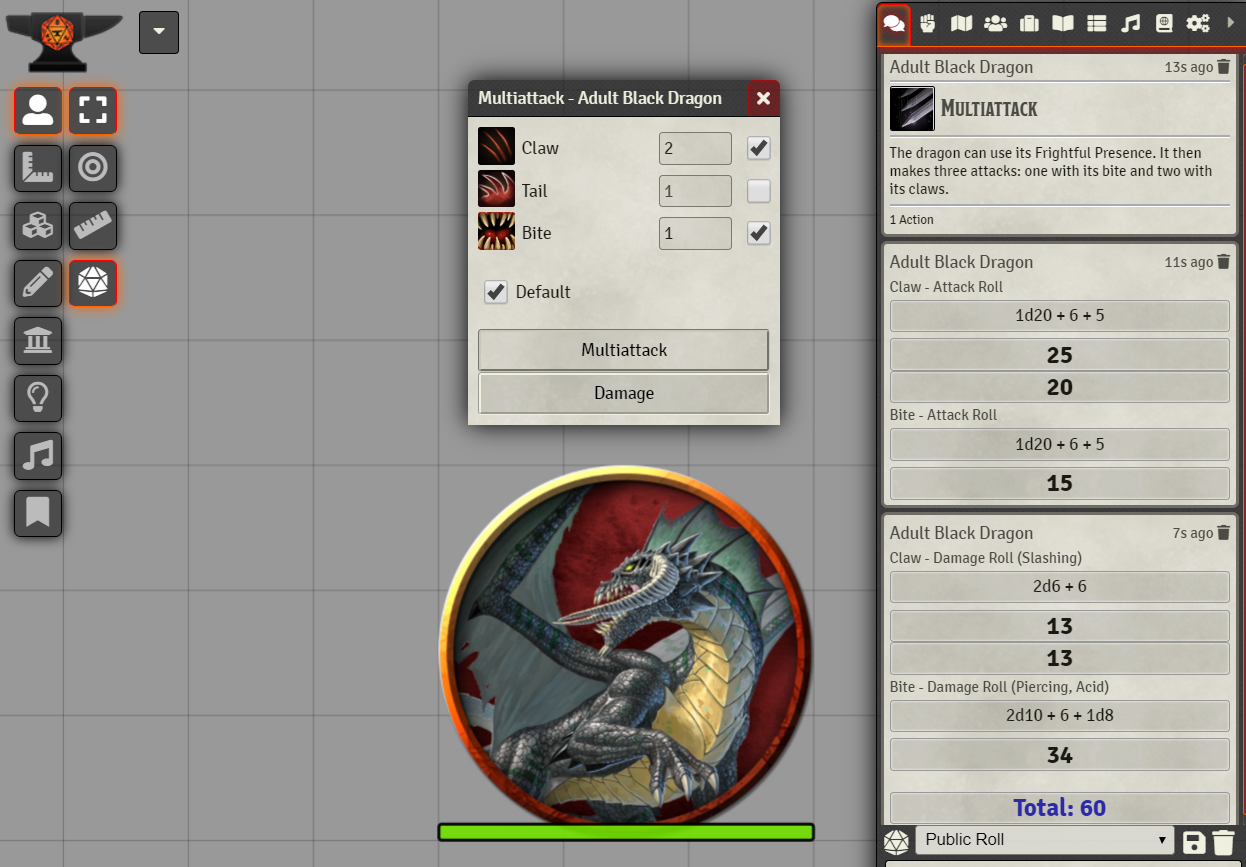 Multiattack - Adult Black Dragon
Claw 2
Tail 1
Bite 1
Default
Multiattack
Damage
Adult Black Dragon 13s ago
Multiattack
The dragon can use its Frightful Presence. It then
makes three attacks: one with its bite and two with
its claws.
1 Action
Adult Black Dragon 11s ago
Claw - Attack Roll
1d20 + 6 + 5
25
20
Bite - Attack Roll
1d20 + 6 + 5
15
Adult Black Dragon 7s ago
Claw - Damage Roll (Slashing)
2d6 + 6
13
13
Bite - Damage Roll (Piercing, Acid)
2d10 + 6 + 1d8
34
Total: 60
Public Roll